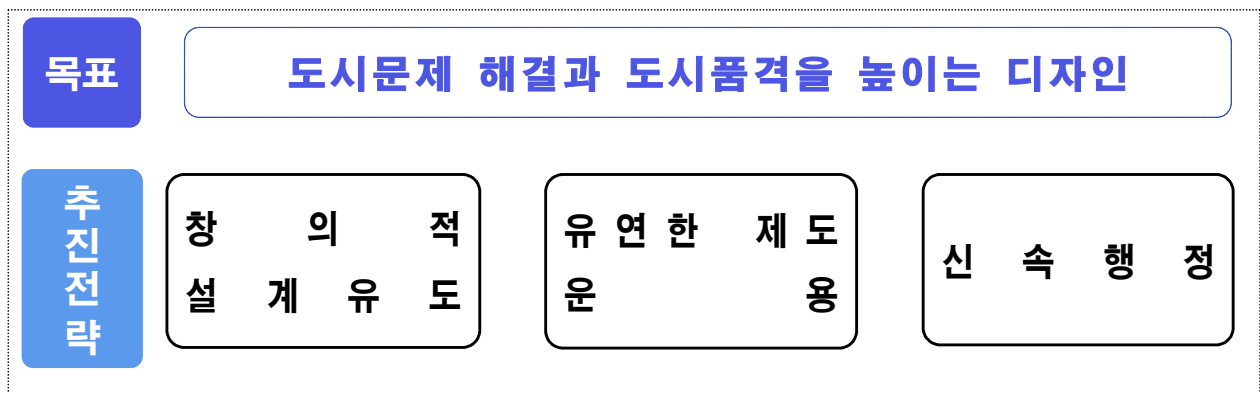 목표
도시문제 해결과 도시품격을 높이는 디자인
추진전략
창의적
설계유도
유연한 제도
운용
신속행정